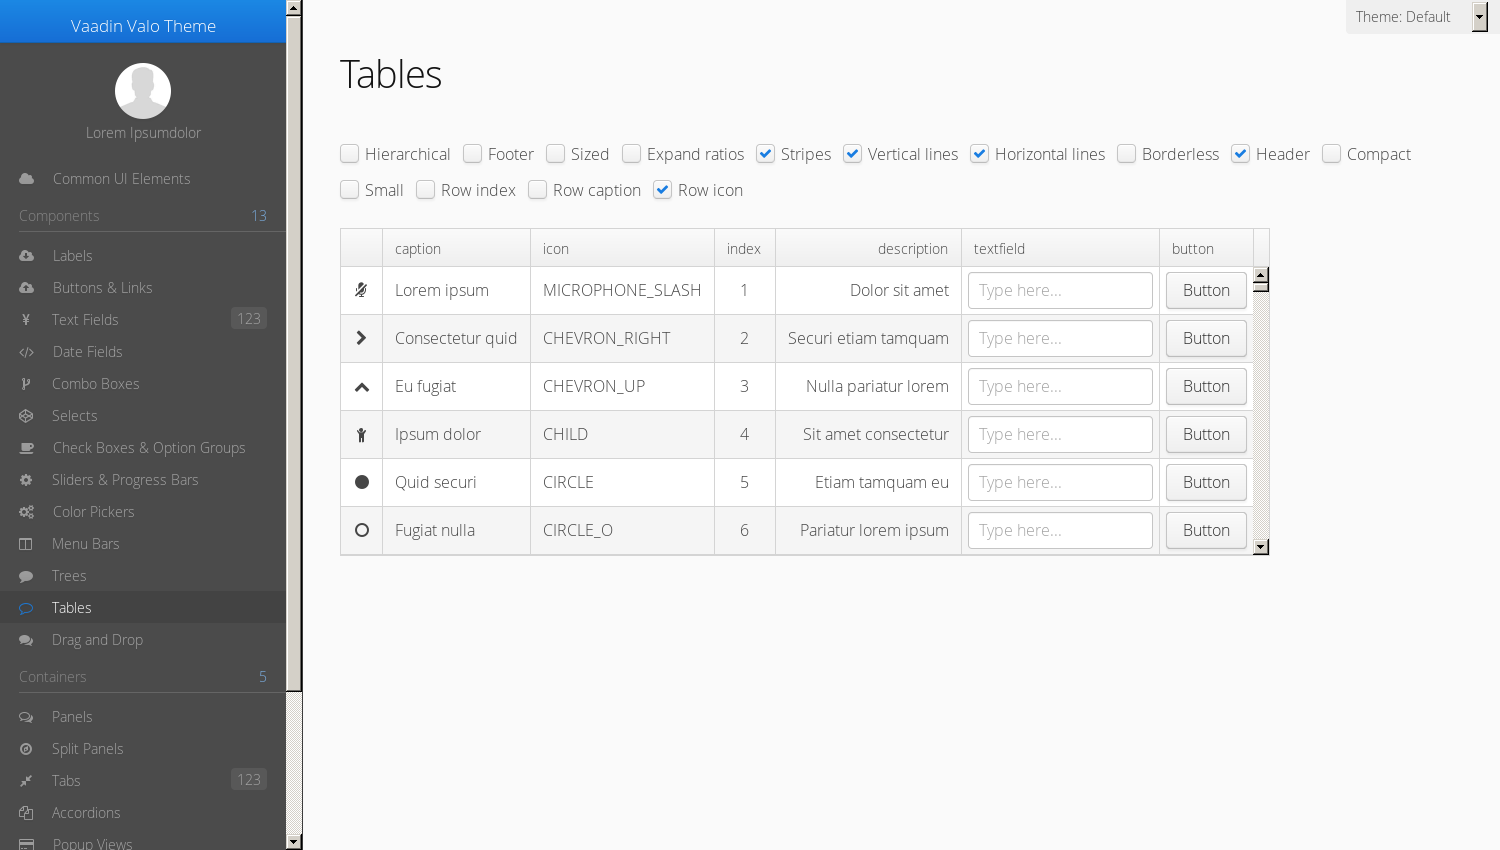 Vaadin Valo Theme
Lorem Ipsumdolor
Common UI Elements
Components 13
Labels
Buttons & Links
Text Fields 123
Date Fields
Combo Boxes
Selects
Check Boxes & Option Groups
Sliders & Progress Bars
Color Pickers
Menu Bars
Trees
Tables
Drag and Drop
Containers 5
Panels
Split Panels
Tabs 123
Accordions
Popup Views
Theme: Default
Tables
Hierarchical Footer Sized Expand ratios Stripes Vertical lines Horizontal lines Borderless Header Compact
Small Row index Row caption Row icon
caption icon index description textfield button
Lorem ipsum MICROPHONE_SLASH 1 Dolor sit amet Type here... Button
Consectetur quid CHEVRON_RIGHT 2 Securi etiam tamquam Type here... Button
Eu fugiat CHEVRON_UP 3 Nulla pariatur lorem Type here... Button
Ipsum dolor CHILD 4 Sit amet consectetur Type here... Button
Quid securi CIRCLE 5 Etiam tamquam eu Type here... Button
Fugiat nulla CIRCLE_O 6 Pariatur lorem ipsum Type here... Button